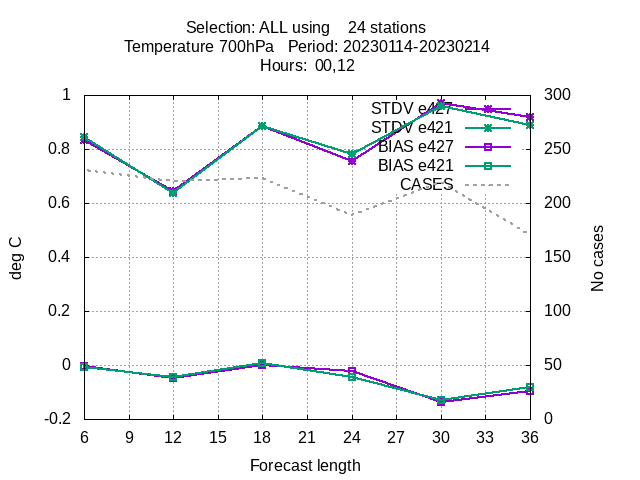 Selection: ALL using 24 stations
Temperature 700hPa Period: 20230114-20230214
Hours: 00,12
STDV e427
STDV e421
BIAS e427
BIAS e421
CASES
1
0.8
0.6
0.4
0.2
0
-0.2
deg C
300
250
200
150
100
50
0
No cases
6 9 12 15 18 21 24 27 30 33 36
Forecast length